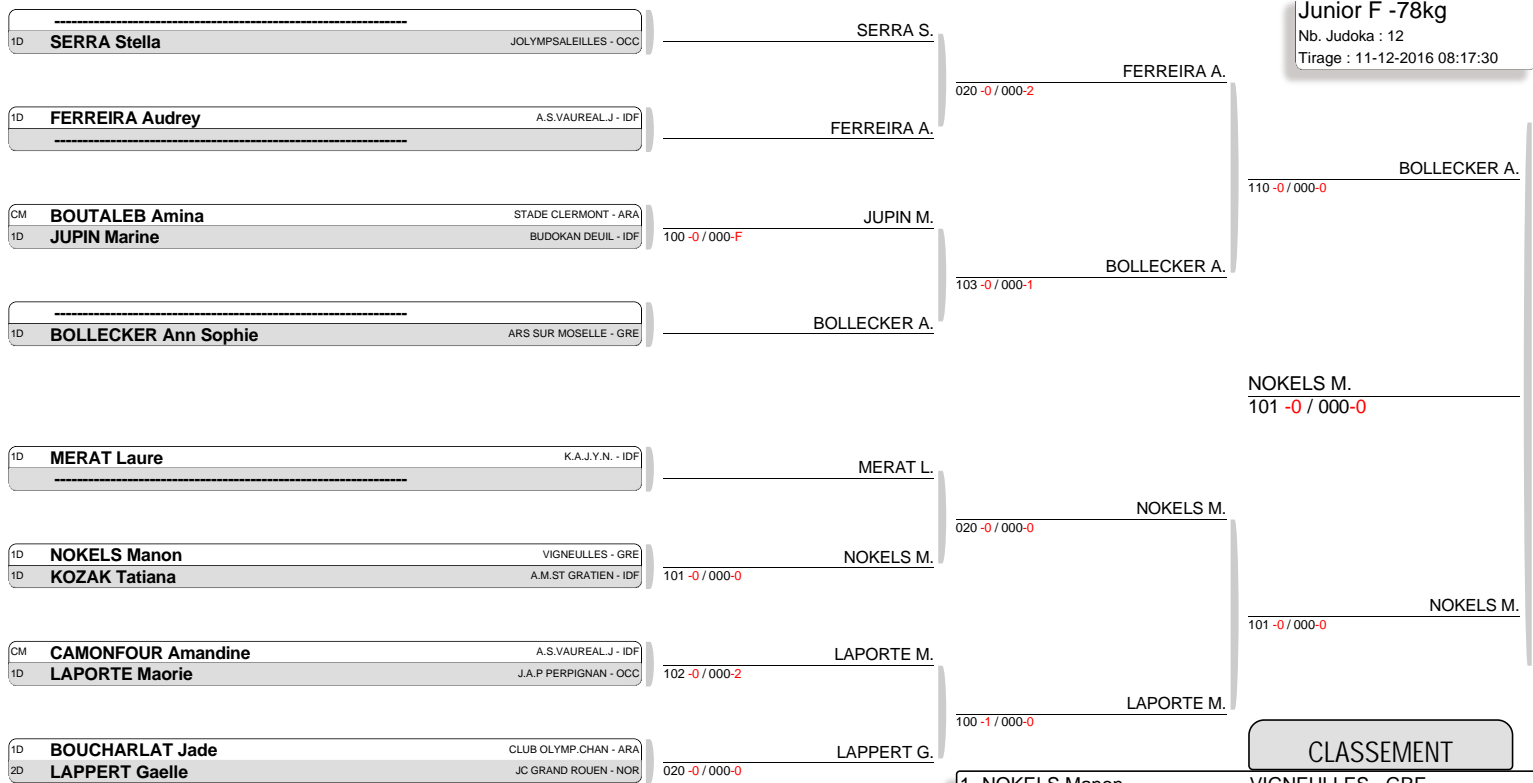 Junior F -78kg
Nb. Judoka : 12
Tirage : 11-12-2016 08:17:30
----------------------------------------------------------------
1D SERRA Stella JOLYMPSALEILLES - OCC
SERRA S.
1D FERREIRA Audrey A.S.VAUREAL.J - IDF
----------------------------------------------------------------
FERREIRA A.
FERREIRA A.
020 -0 / 000-2
CM BOUTALEB Amina STADE CLERMONT - ARA
1D JUPIN Marine BUDOKAN DEUIL - IDF
JUPIN M.
100 -0 / 000-F
----------------------------------------------------------------
1D BOLLECKER Ann Sophie ARS SUR MOSELLE - GRE
BOLLECKER A.
BOLLECKER A.
103 -0 / 000-1
BOLLECKER A.
110 -0 / 000-0
NOKELS M.
101 -0 / 000-0
1D MERAT Laure K.A.J.Y.N. - IDF
----------------------------------------------------------------
MERAT L.
1D NOKELS Manon VIGNEULLES - GRE
1D KOZAK Tatiana A.M.ST GRATIEN - IDF
NOKELS M.
101 -0 / 000-0
NOKELS M.
020 -0 / 000-0
CM CAMONFOUR Amandine A.S.VAUREAL.J - IDF
1D LAPORTE Maorie J.A.P PERPIGNAN - OCC
LAPORTE M.
102 -0 / 000-2
1D BOUCHARLAT Jade CLUB OLYMP.CHAN - ARA
2D LAPPERT Gaelle JC GRAND ROUEN - NOR
LAPPERT G.
020 -0 / 000-0
LAPORTE M.
100 -1 / 000-0
NOKELS M.
101 -0 / 000-0
CLASSEMENT
1 NOKELS Manon VIGNEULLES - GRE